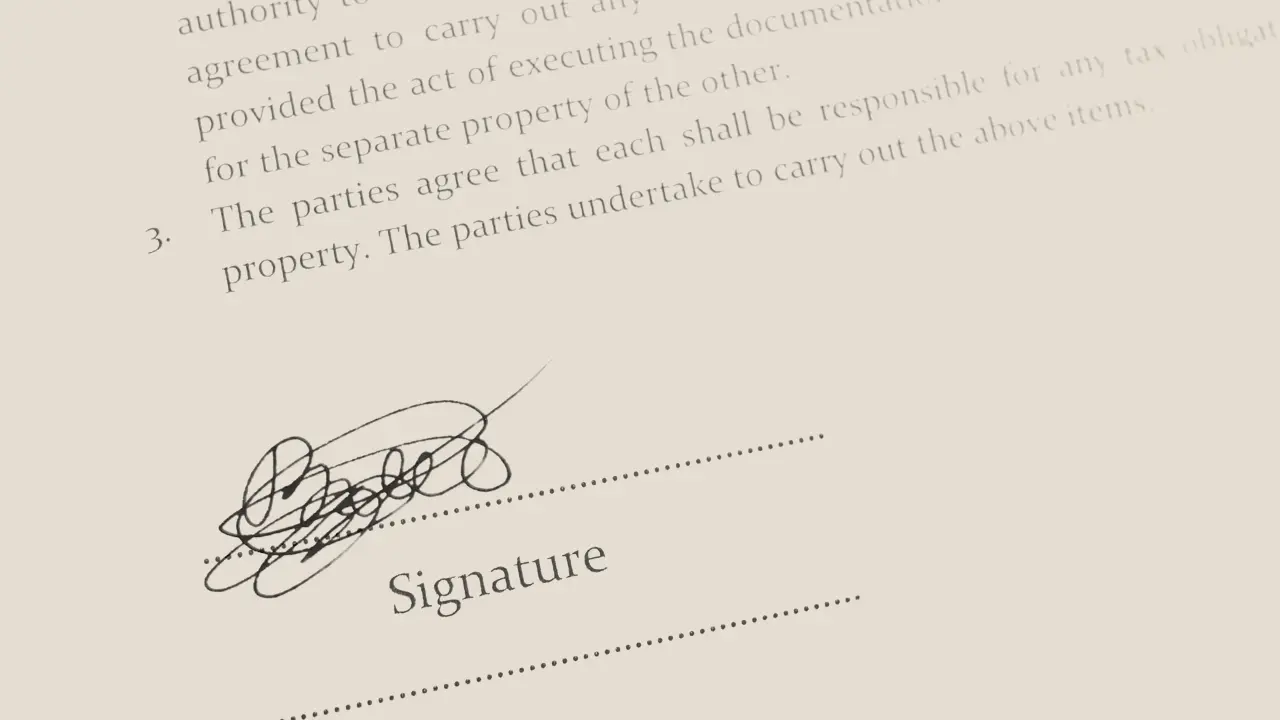 authority
agreement to carry out any
provided the act of executing the
for the separate property of the other.
3. The parties agree that each shall be responsible for any tax
property. The parties undertake to carry out the above items.
Signature